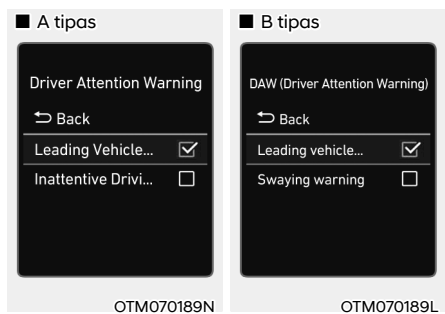 ■ A tipas
Driver Attention Warning
Back
Leading Vehicle...
Inattentive Drivi...
OTM070189N
■ B tipas
DAW (Driver Attention Warning)
Back
Leading vehicle...
Swaying warning
OTM070189L